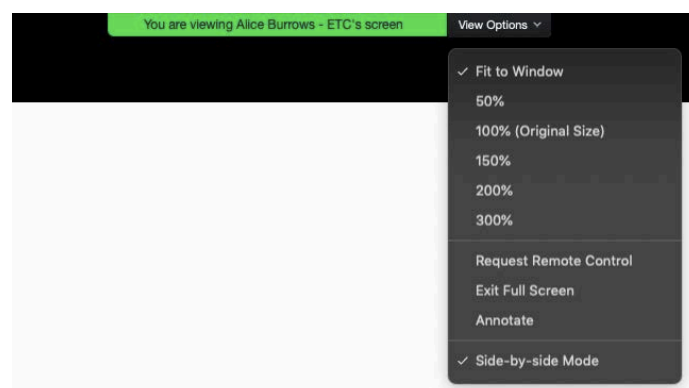 You are viewing Alice Burrows - ETC's screen
View Options
Fit to Window
50%
100% (Original Size)
150%
200%
300%
Request Remote Control
Exit Full Screen
Annotate
Side-by-side Mode